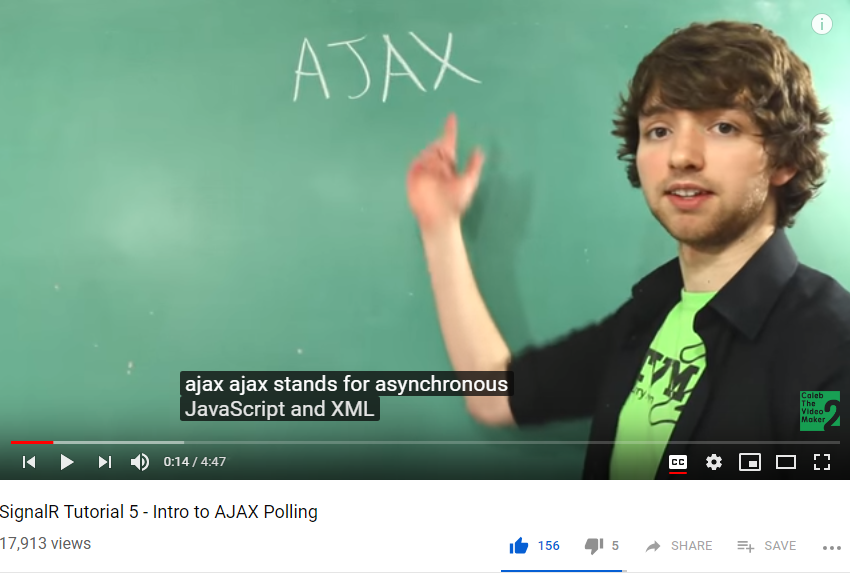 AJAX
ajax ajax stands for asynchronous
JavaScript and XML
Caleb
The
Video
Maker 2
CC
0:14 / 4:47
SignalR Tutorial 5 - Intro to AJAX Polling
17,913 views
156
5
SHARE
SAVE